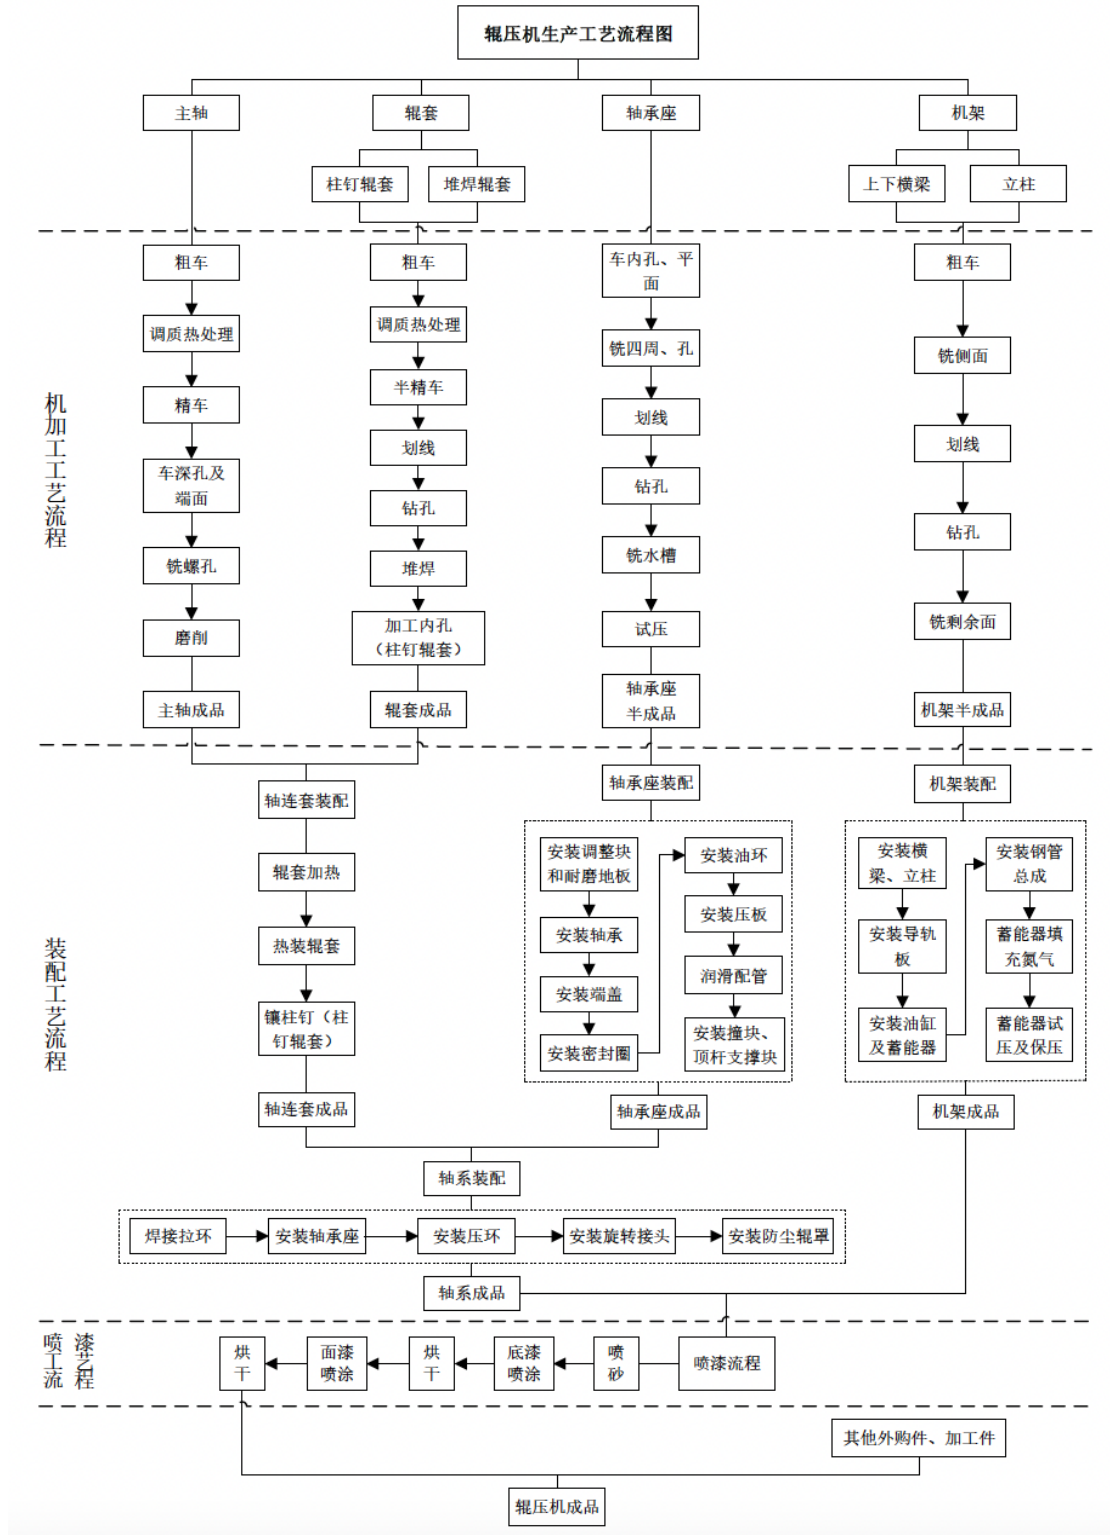 辊压机生产工艺流程图
主轴
辊套
轴承座
机架
柱钉辊套
堆焊辊套
上下横梁
立柱
机加工工艺流程
粗车
调质热处理
精车
车深孔及
端面
铣螺孔
磨削
主轴成品
粗车
调质热处理
半精车
划线
钻孔
堆焊
加工内孔
（柱钉辊套）
辊套成品
车内孔、平
面
铣四周、孔
划线
钻孔
铣水槽
试压
轴承座
半成品
粗车
铣侧面
划线
钻孔
铣剩余面
机架半成品
装配工艺流程
轴连套装配
辊套加热
热装辊套
镶柱钉（柱
钉辊套）
轴连套成品
轴承座装配
安装调整块
和耐磨地板
安装轴承
安装端盖
安装密封圈
安装油环
安装压板
润滑配管
安装撞块、
顶杆支撑块
轴承座成品
机架装配
安装横
梁、立柱
安装导轨
板
安装油缸
及蓄能器
安装钢管
总成
蓄能器填
充氮气
蓄能器试
压及保压
机架成品
轴系装配
焊接拉环
安装轴承座
安装压环
安装旋转接头
安装防尘辊罩
轴系成品
喷漆
工艺
流程
喷漆流程
喷
砂
底漆
喷涂
烘
干
面漆
喷涂
烘
干
其他外购件、加工件
辊压机成品